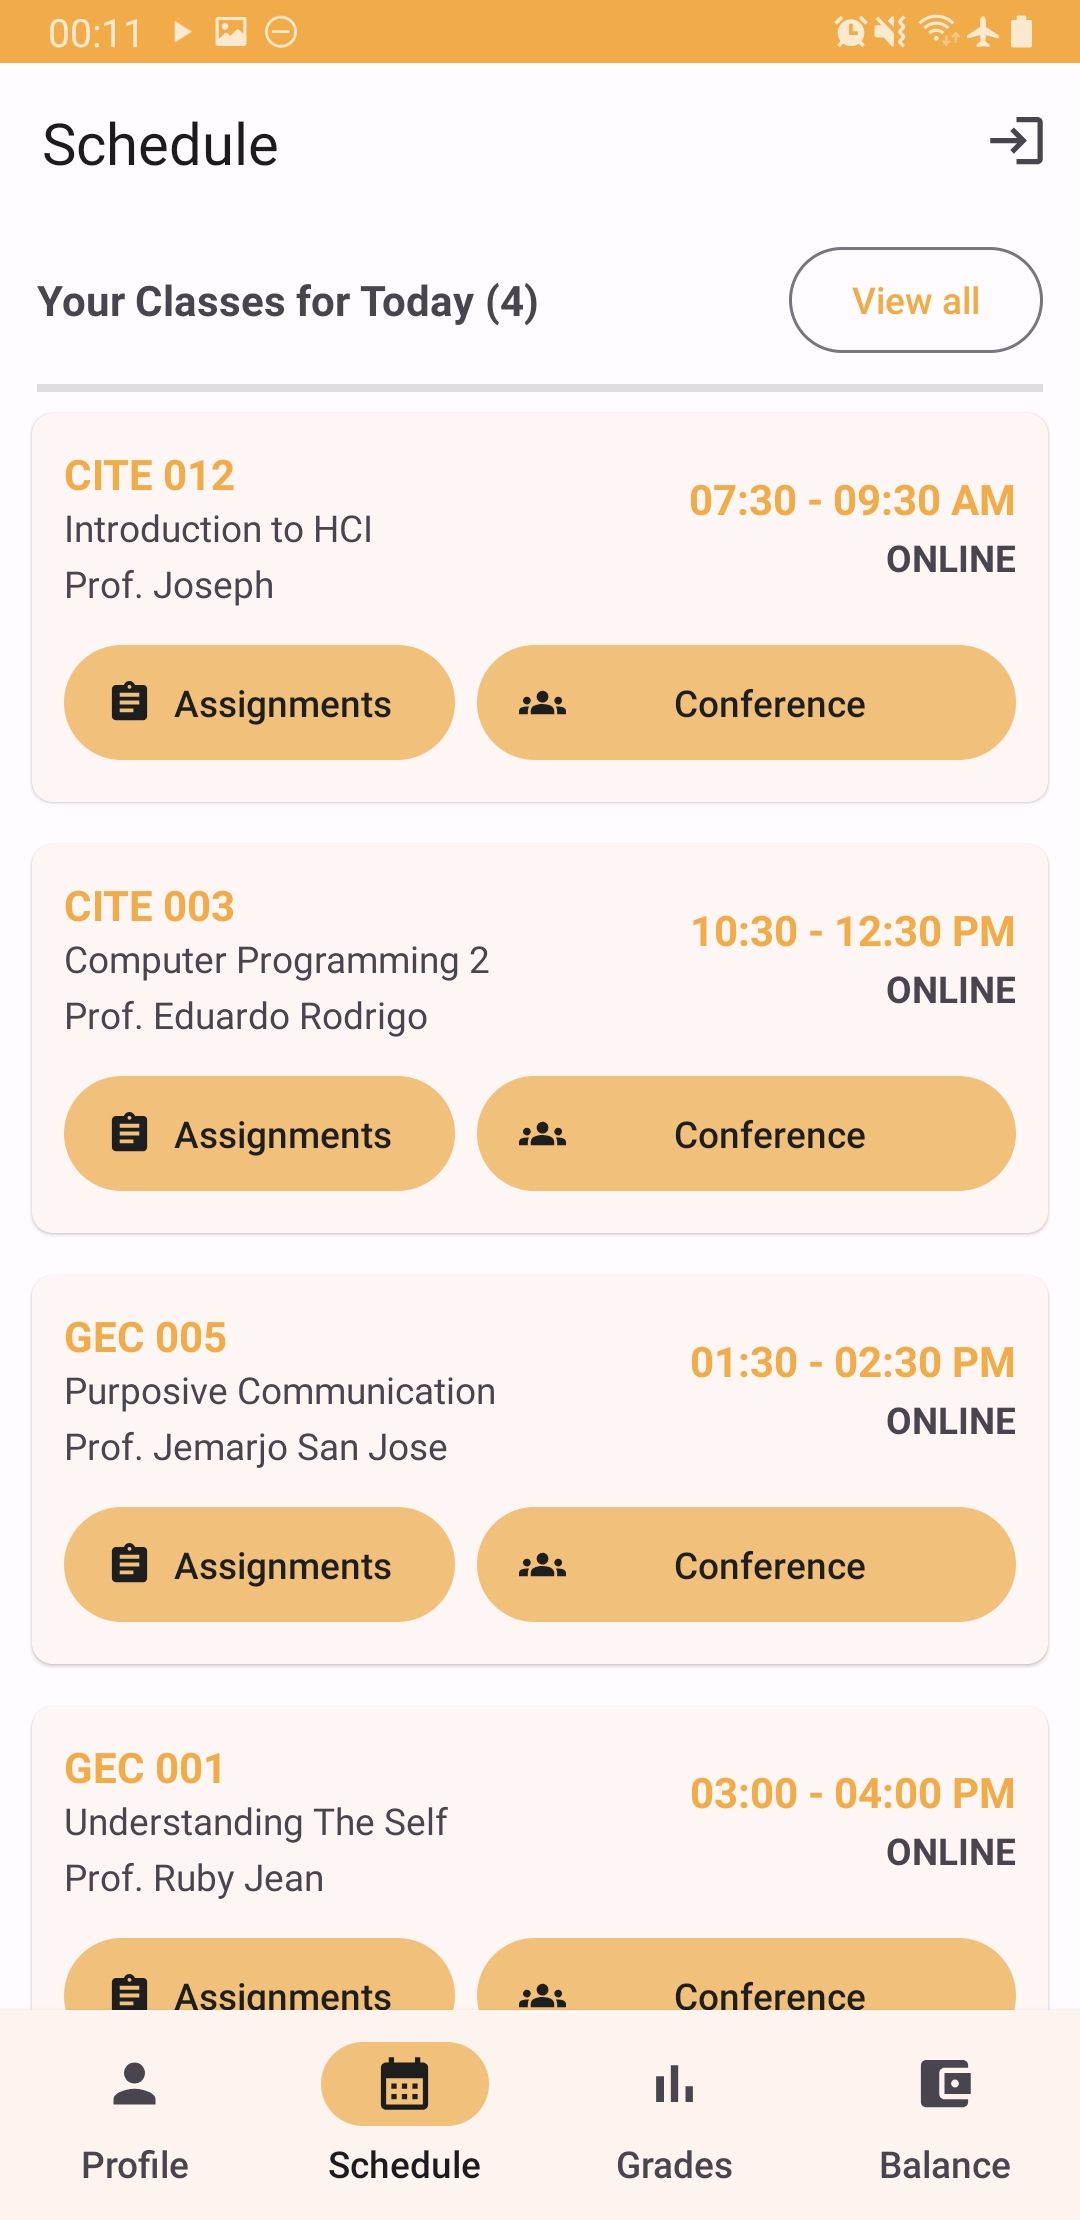 00:11
Schedule
Your Classes for Today (4)
View all
CITE 012
Introduction to HCI
Prof. Joseph
07:30 - 09:30 AM
ONLINE
Assignments
Conference
CITE 003
Computer Programming 2
Prof. Eduardo Rodrigo
10:30 - 12:30 PM
ONLINE
Assignments
Conference
GEC 005
Purposive Communication
Prof. Jemarjo San Jose
01:30 - 02:30 PM
ONLINE
Assignments
Conference
GEC 001
Understanding The Self
Prof. Ruby Jean
03:00 - 04:00 PM
ONLINE
Assignments
Conference
Profile
Schedule
Grades
Balance